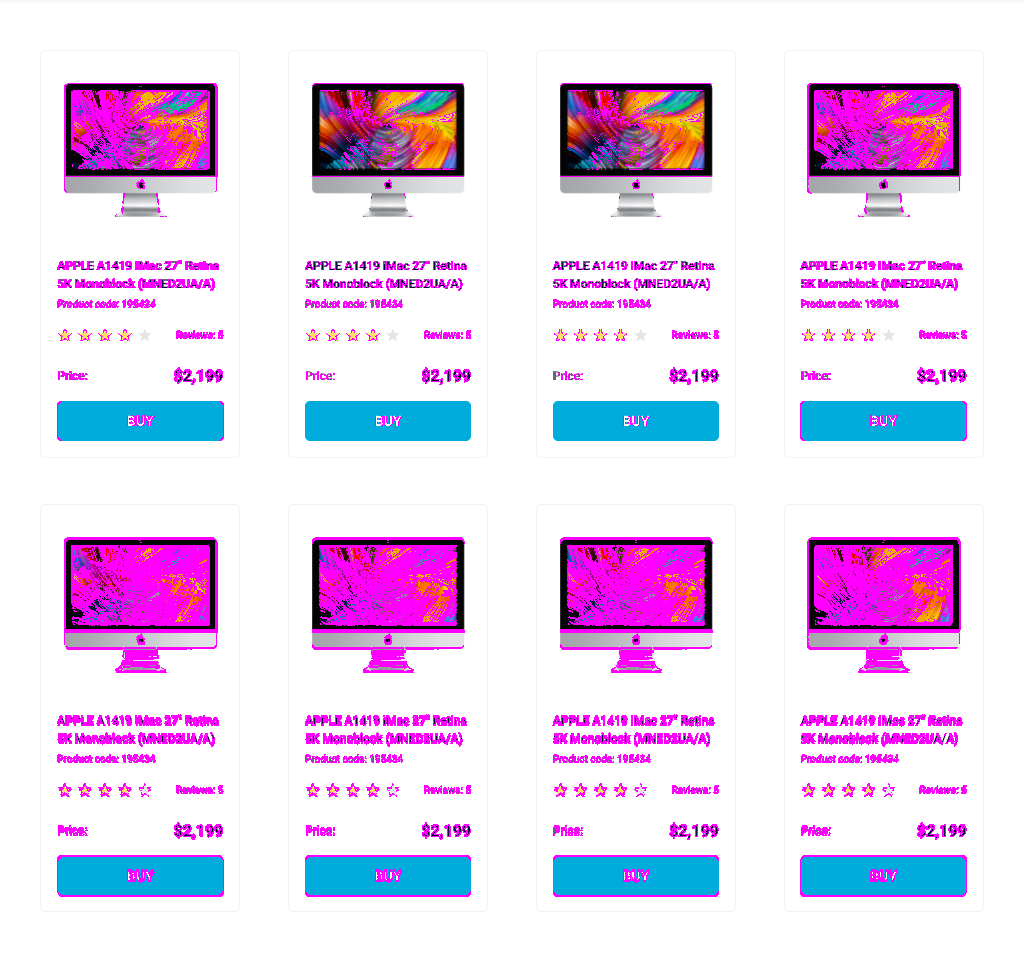 APPLE A1419 iMac 27" Retina
5K Monoblock (MNED2UA/A)
Product code: 195434
Reviews: 5
Price: $2,199
BUY
APPLE A1419 iMac 27" Retina
5K Monoblock (MNED2UA/A)
Product code: 195434
Reviews: 5
Price: $2,199
BUY
APPLE A1419 iMac 27" Retina
5K Monoblock (MNED2UA/A)
Product code: 195434
Reviews: 5
Price: $2,199
BUY
APPLE A1419 iMac 27" Retina
5K Monoblock (MNED2UA/A)
Product code: 195434
Reviews: 5
Price: $2,199
BUY
APPLE A1419 iMac 27" Retina
5K Monoblock (MNED2UA/A)
Product code: 195434
Reviews: 5
Price: $2,199
BUY
APPLE A1419 iMac 27" Retina
5K Monoblock (MNED2UA/A)
Product code: 195434
Reviews: 5
Price: $2,199
BUY
APPLE A1419 iMac 27" Retina
5K Monoblock (MNED2UA/A)
Product code: 195434
Reviews: 5
Price: $2,199
BUY
APPLE A1419 iMac 27" Retina
5K Monoblock (MNED2UA/A)
Product code: 195434
Reviews: 5
Price: $2,199
BUY